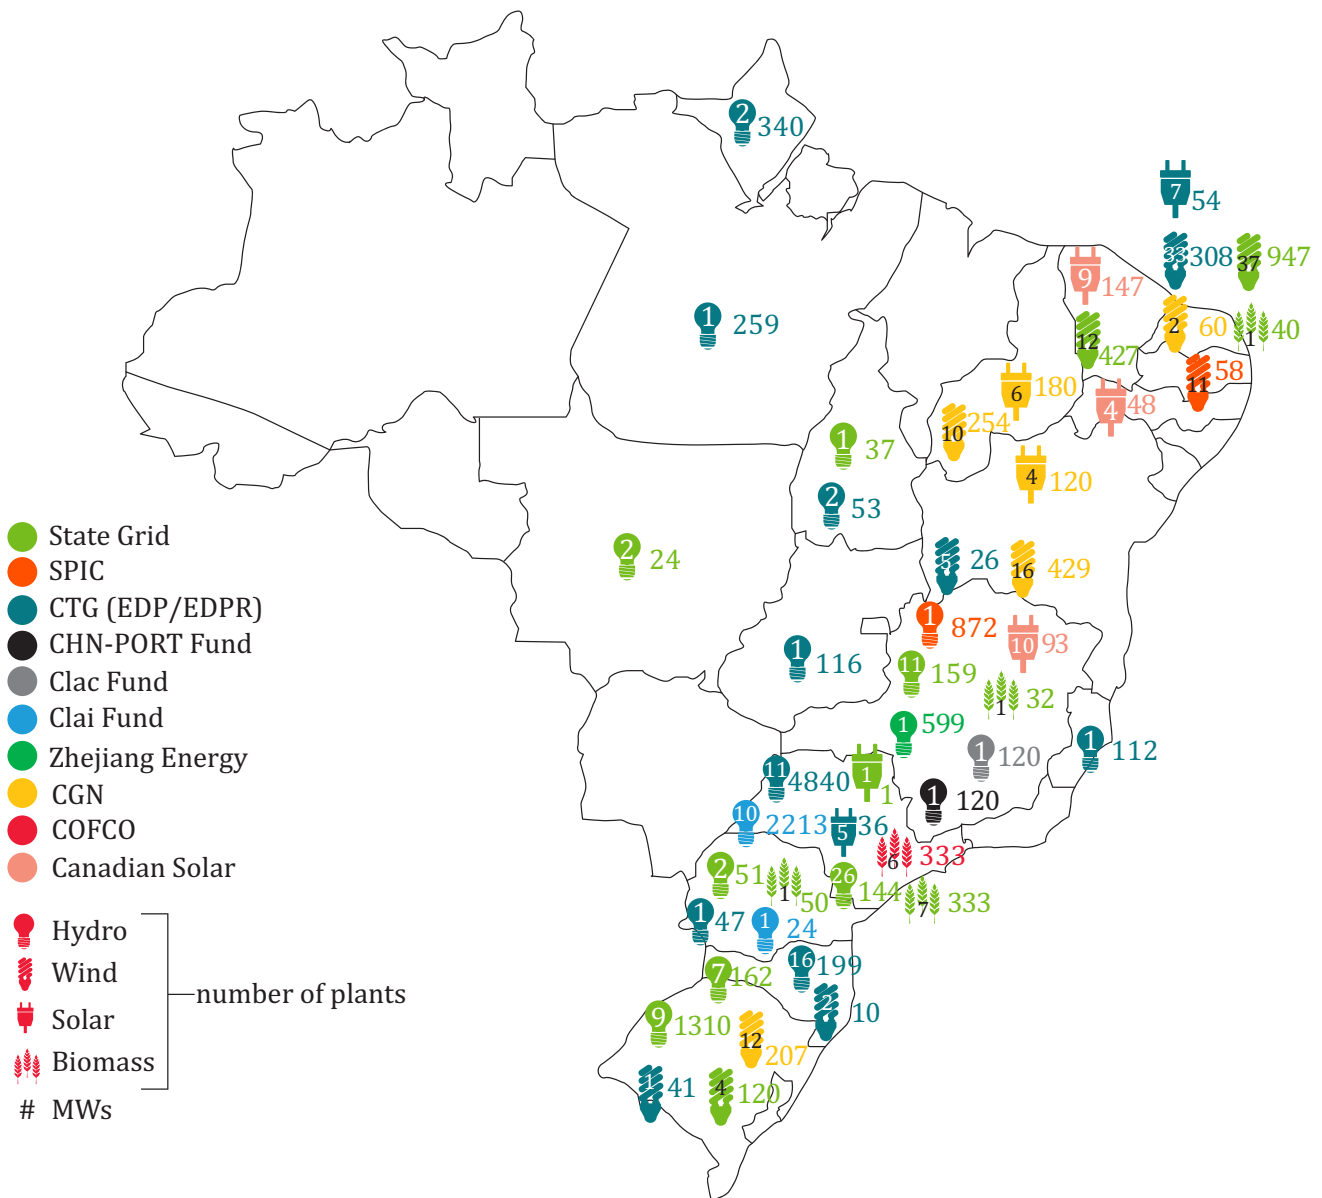 2 340
7 54
33 308
37 947
9 147
1 259
2 60
1 40
12 427
11 58
6 180
4 48
10 254
1 37
4 120
2 53
2 24
5 26
16 429
1 872
10 93
1 116
11 159
1 32
1 599
1 120
1 112
11 4840
1 1
1 120
10 2213
5 36
6 333
2 51
1 50
26 144
7 333
1 47
1 24
16 199
7 162
2 10
9 1310
12 207
1 41
4 120
State Grid
SPIC
CTG (EDP/EDPR)
CHN-PORT Fund
Clac Fund
Clai Fund
Zhejiang Energy
CGN
COFCO
Canadian Solar
Hydro
Wind
Solar
Biomass
number of plants
# MWs